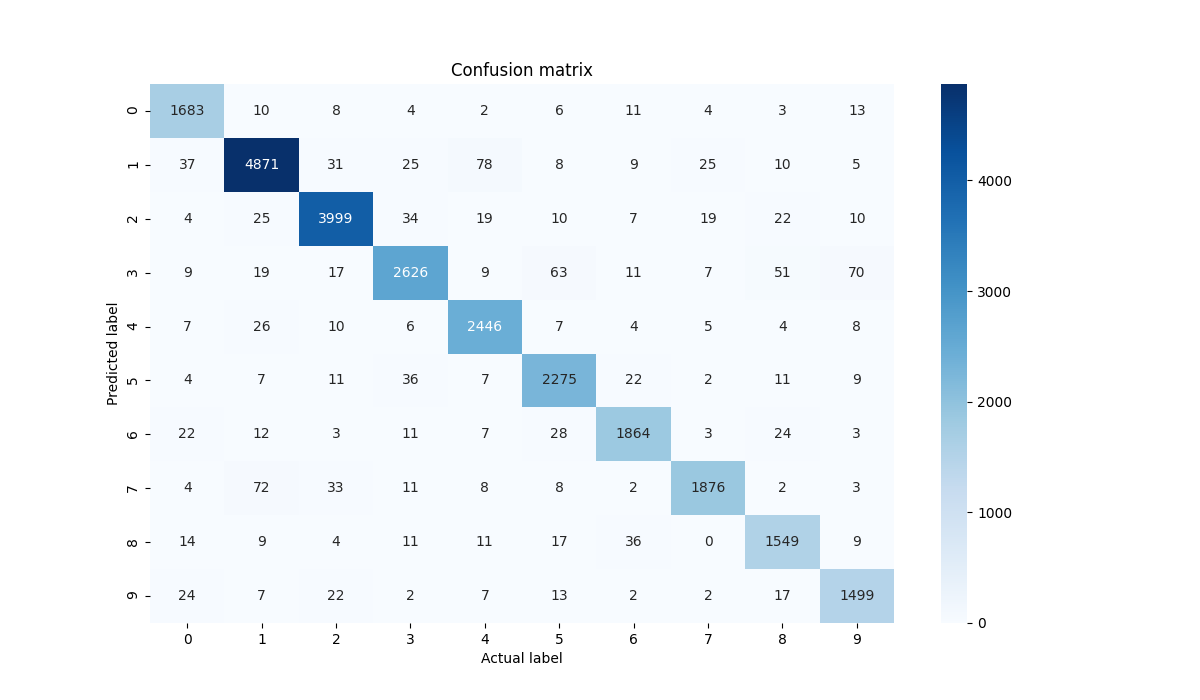 Confusion matrix
0 1683 10 8 4 2 6 11 4 3 13
1 37 4871 31 25 78 8 9 25 10 5
2 4 25 3999 34 19 10 7 19 22 10
3 9 19 17 2626 9 63 11 7 51 70
4 7 26 10 6 2446 7 4 5 4 8
5 4 7 11 36 7 2275 22 2 11 9
6 22 12 3 11 7 28 1864 3 24 3
7 4 72 33 11 8 8 2 1876 2 3
8 14 9 4 11 11 17 36 0 1549 9
9 24 7 22 2 7 13 2 2 17 1499
0 1 2 3 4 5 6 7 8 9
Actual label
Predicted label
4000
3000
2000
1000
0